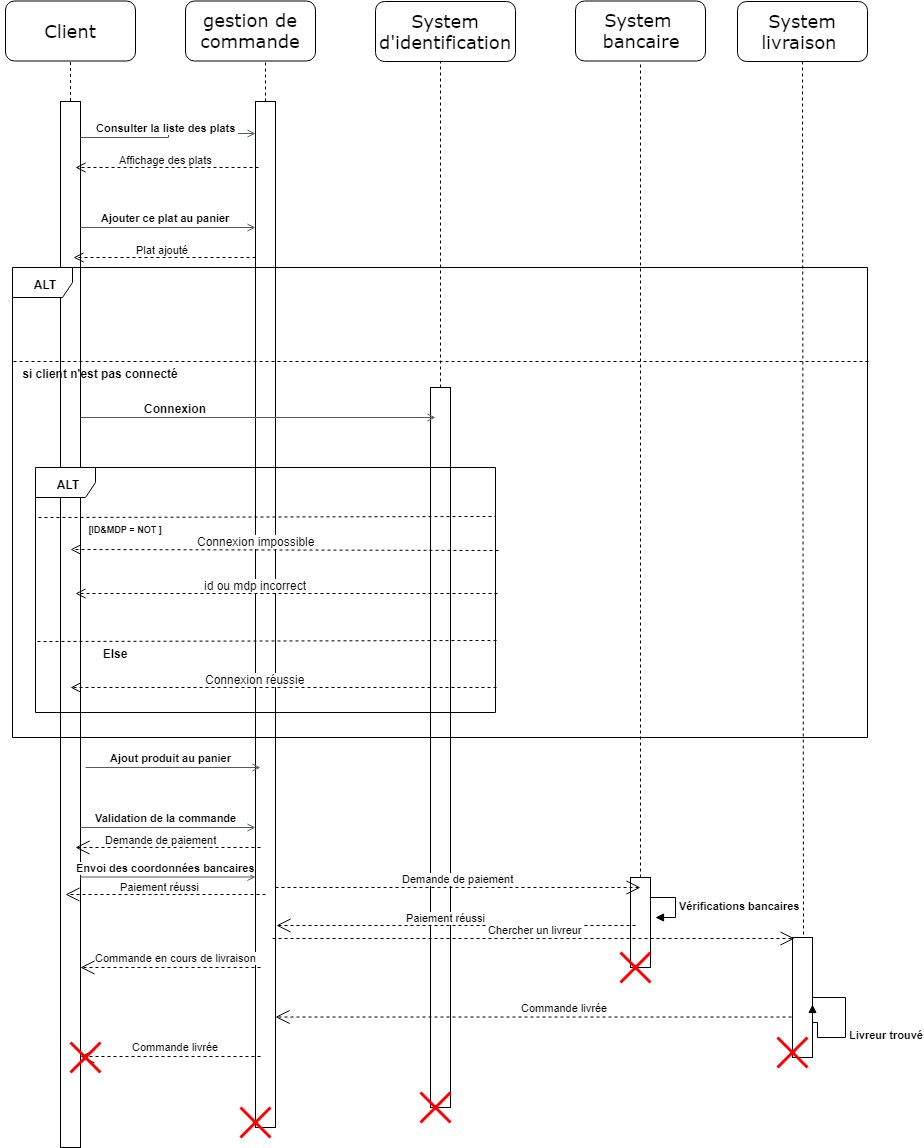 Client
gestion de
commande
System
d'identification
System
bancaire
System
livraison
Consulter la liste des plats
Affichage des plats
Ajouter ce plat au panier
Plat ajouté
ALT
si client n'est pas connecté
Connexion
ALT
[ID&MDP = NOT ]
Connexion impossible
id ou mdp incorrect
Else
Connexion réussie
Ajout produit au panier
Validation de la commande
Demande de paiement
Envoi des coordonnées bancaires
Demande de paiement
Paiement réussi
Vérifications bancaires
Paiement réussi
Chercher un livreur
Commande en cours de livraison
Commande livrée
Livreur trouvé
Commande livrée